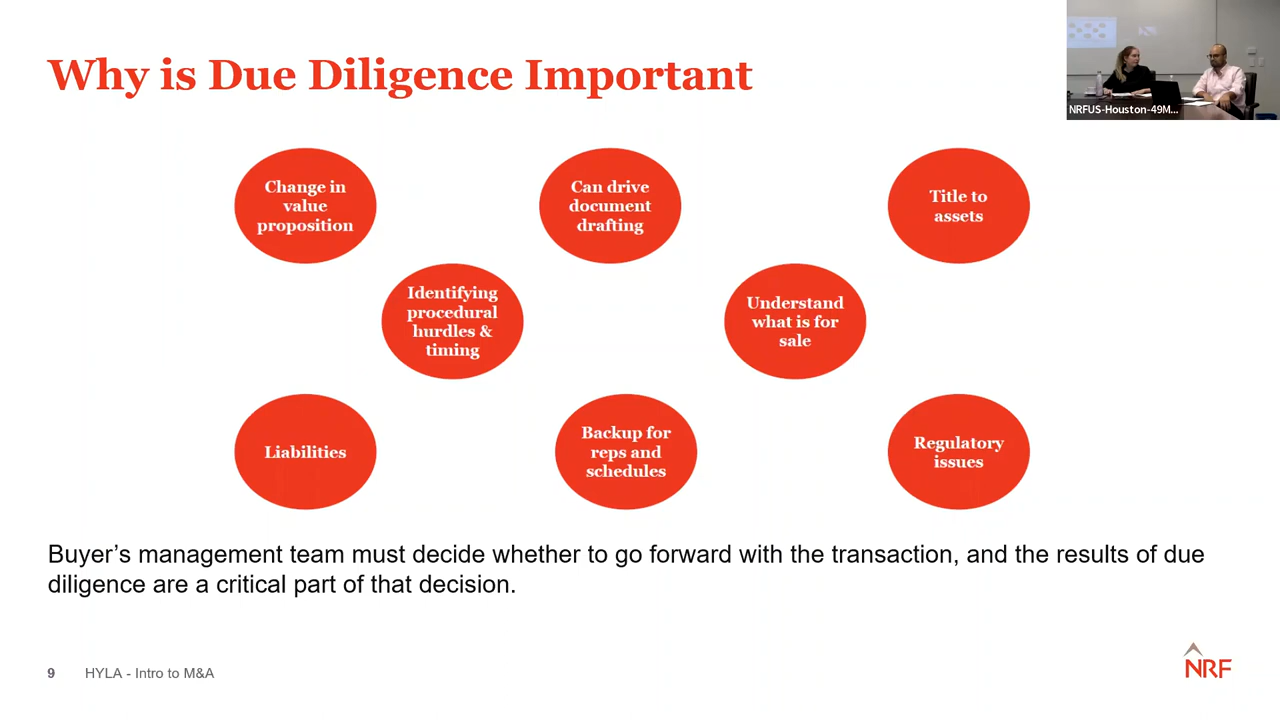 Why is Due Diligence Important
NRFUS-Houston-49M...
Change in
value
proposition
Can drive
document
drafting
Title to
assets
Identifying
procedural
hurdles &
timing
Understand
what is for
sale
Liabilities
Backup for
reps and
schedules
Regulatory
issues
Buyer’s management team must decide whether to go forward with the transaction, and the results of due
diligence are a critical part of that decision.
9 HYLA - Intro to M&A
NRF